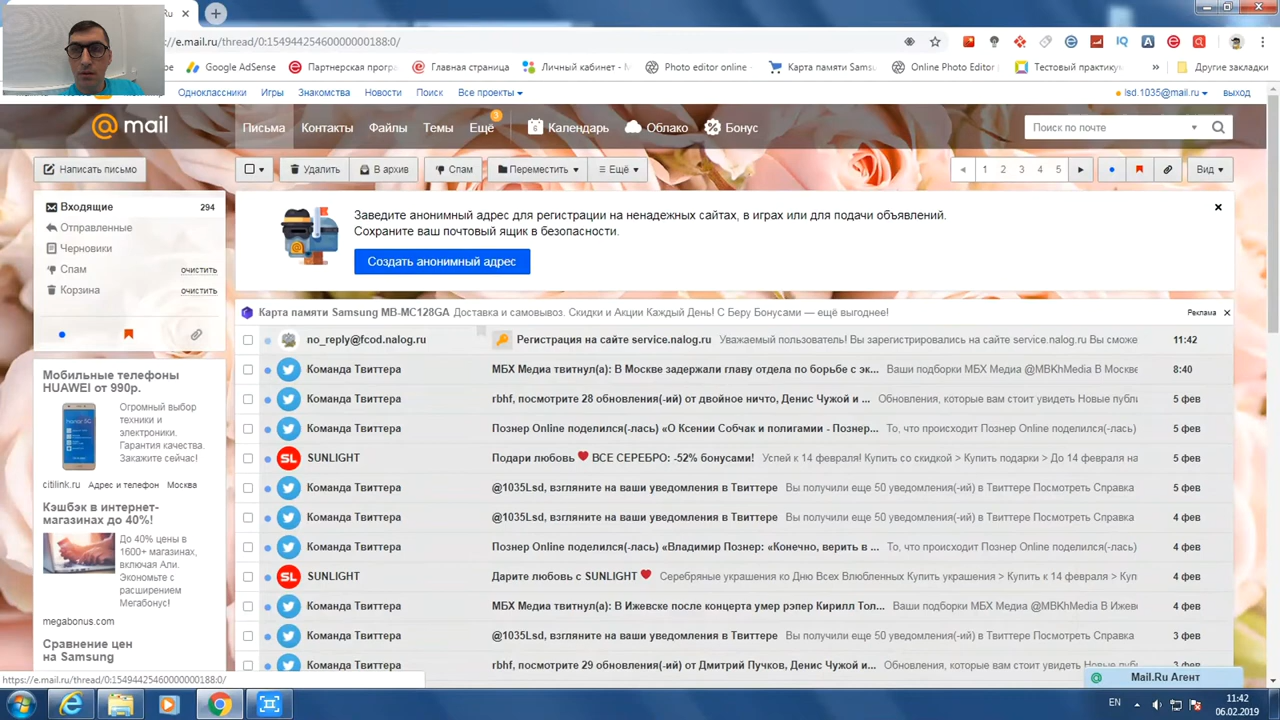 Ru
/e.mail.ru/thread/0:15494425460000000188:0/
Google AdSense
Партнерская прогр
Главная страница
Личный кабинет - М
Photo editor online -
Карта памяти Sams
Online Photo Editor
Тестовый практику
»
Другие закладки
Одноклассники Игры Знакомства Новости Поиск Все проекты
lsd.1035@mail.ru выход
@ mail
Письма Контакты Файлы Темы Ещё 3 6 Календарь Облако Бонус
Поиск по почте
Написать письмо
Удалить В архив Спам Переместить Ещё
1 2 3 4 5
Вид
Входящие 294
Отправленные
Черновики
Спам очистить
Корзина очистить
Заведите анонимный адрес для регистрации на ненадежных сайтах, в играх или для подачи объявлений.
Сохраните ваш почтовый ящик в безопасности.
Создать анонимный адрес
Карта памяти Samsung MB-MC128GA Доставка и самовывоз. Скидки и Акции Каждый День! С Беру Бонусами — ещё выгоднее! Реклама
no_reply@fcod.nalog.ru Регистрация на сайте service.nalog.ru Уважаемый пользователь! Вы зарегистрировались на сайте service.nalog.ru Вы сможе 11:42
Команда Твиттера МБХ Медиа твитнул(а): В Москве задержали главу отдела по борьбе с эк... Ваши подборки МБХ Медиа @MBKhMedia В Москве 8:40
Команда Твиттера rbhf, посмотрите 28 обновления(-ий) от двойное ничто, Денис Чужой и ... Обновления, которые вам стоит увидеть Новые публи 5 фев
Команда Твиттера Познер Online поделился(-лась) «О Ксении Собчак и полигамии - Познер... То, что происходит Познер Online поделился(-лась) 5 фев
SL SUNLIGHT Подари любовь ❤ ВСЕ СЕРЕБРО: -52% бонусами! Успей к 14 февраля! Купить со скидкой > Купить подарки > До 14 февраля на 5 фев
Команда Твиттера @1035Lsd, взгляните на ваши уведомления в Твиттере Вы получили еще 50 уведомления(-ий) в Твиттере Посмотреть Справка 5 фев
Команда Твиттера @1035Lsd, взгляните на ваши уведомления в Твиттере Вы получили еще 50 уведомления(-ий) в Твиттере Посмотреть Справка 4 фев
Команда Твиттера Познер Online поделился(-лась) «Владимир Познер: «Конечно, верить в ... То, что происходит Познер Online поделился(-лась) 4 фев
SL SUNLIGHT Дарите любовь с SUNLIGHT ❤ Серебряные украшения ко Дню Всех Влюбленных Купить украшения > Купить к 14 февраля > Куп 4 фев
Команда Твиттера МБХ Медиа твитнул(а): В Ижевске после концерта умер рэпер Кирилл Тол... Ваши подборки МБХ Медиа @MBKhMedia В Ижеве 4 фев
Команда Твиттера @1035Lsd, взгляните на ваши уведомления в Твиттере Вы получили еще 50 уведомления(-ий) в Твиттере Посмотреть Справка 3 фев
Команда Твиттера rbhf, посмотрите 29 обновления(-ий) от Дмитрий Пучков, Денис Чужой и... Обновления, которые вам стоит увидеть Новые публи 3 фев
Мобильные телефоны
HUAWEI от 990р.
Огромный выбор
техники и
электроники.
Гарантия качества.
Закажите сейчас!
citilink.ru Адрес и телефон Москва
Кэшбэк в интернет-
магазинах до 40%!
До 40% цены в
1600+ магазинах,
включая Али.
Экономьте с
расширением
Мегабонус!
megabonus.com
Сравнение цен
на Samsung
https://e.mail.ru/thread/0:15494425460000000188:0/
Mail.Ru Агент
EN
11:42
06.02.2019